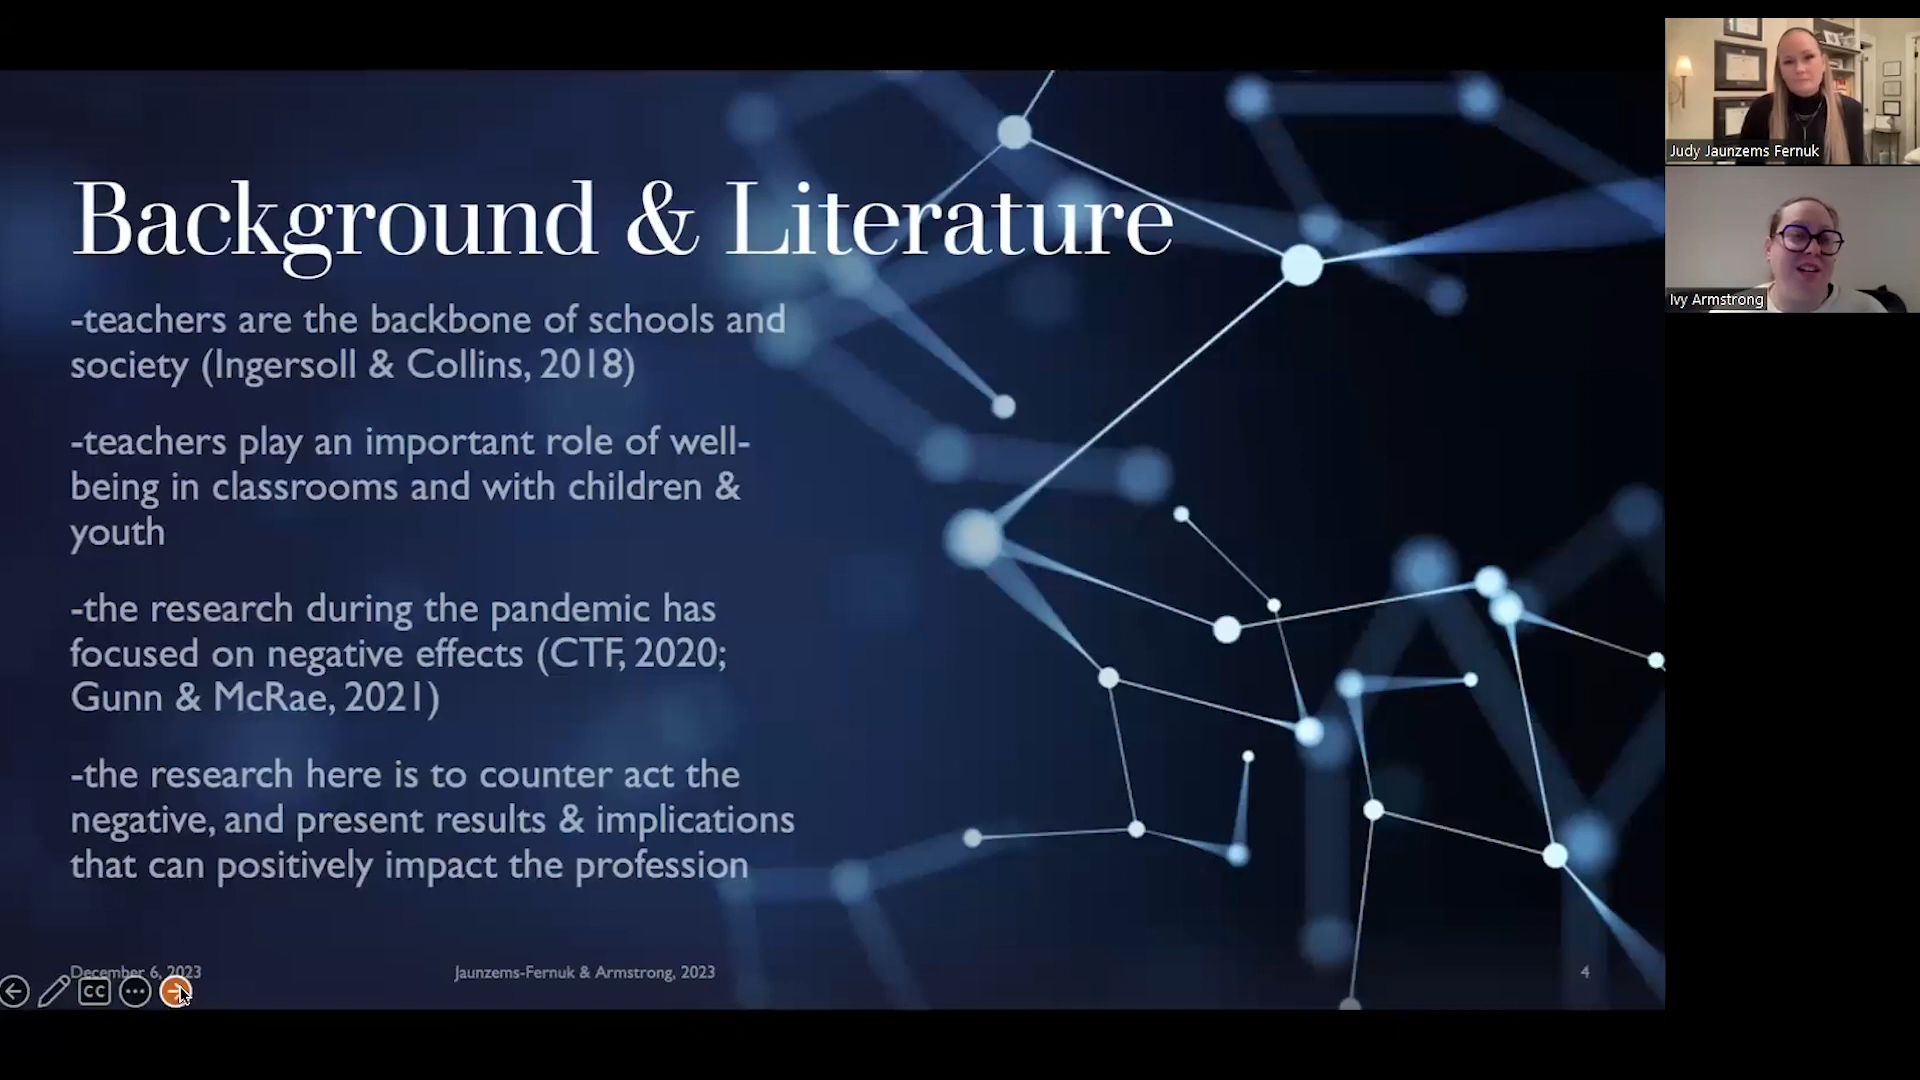 Background & Literature
-teachers are the backbone of schools and
society (Ingersoll & Collins, 2018)
-teachers play an important role of well-
being in classrooms and with children &
youth
-the research during the pandemic has
focused on negative effects (CTF, 2020;
Gunn & McRae, 2021)
-the research here is to counter act the
negative, and present results & implications
that can positively impact the profession
December 6, 2023
Jaunzems-Fernuk & Armstrong, 2023
4
CC
Judy Jaunzems Fernuk
Ivy Armstrong